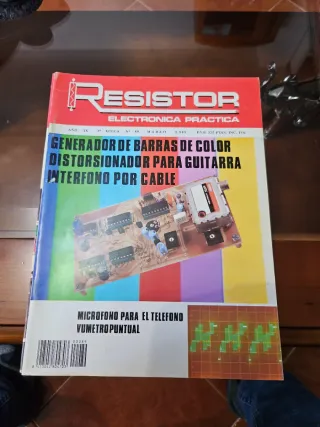 RESISTOR
ELECTRONICA PRACTICA
GENERADOR DE BARRAS DE COLOR
DISTORSIONADOR PARA GUITARRA
INTERFONO POR CABLE
MICROFONO PARA EL TELEFONO
VUMETRO PUNTUAL